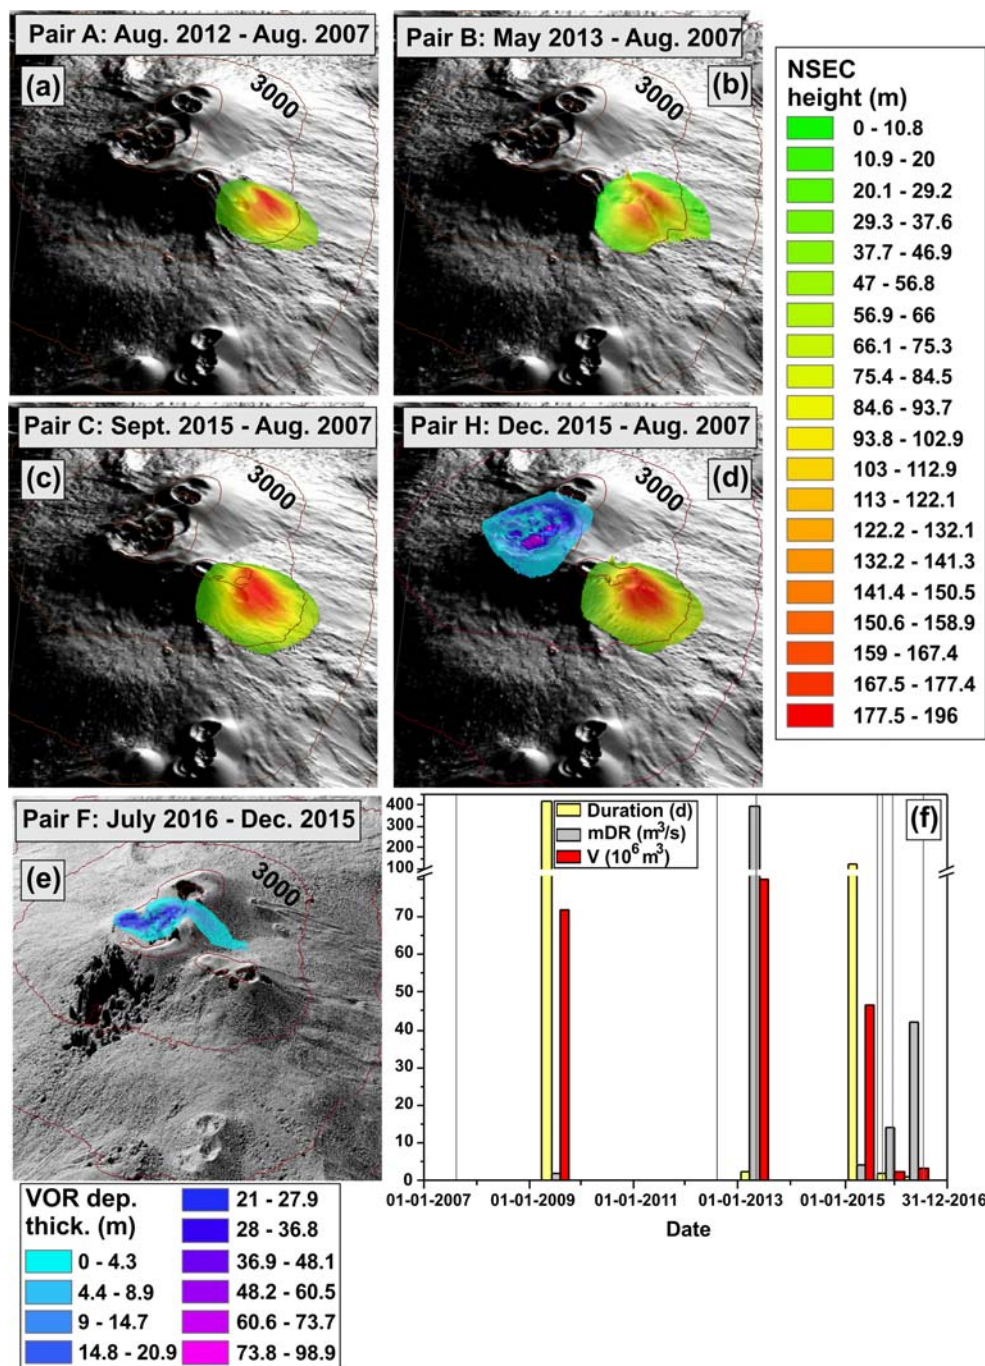 Pair A: Aug. 2012 - Aug. 2007
(a)
3000
Pair B: May 2013 - Aug. 2007
(b)
3000
NSEC
height (m)
0 - 10.8
10.9 - 20
20.1 - 29.2
29.3 - 37.6
37.7 - 46.9
47 - 56.8
56.9 - 66
66.1 - 75.3
75.4 - 84.5
84.6 - 93.7
93.8 - 102.9
103 - 112.9
113 - 122.1
122.2 - 132.1
132.2 - 141.3
141.4 - 150.5
150.6 - 158.9
159 - 167.4
167.5 - 177.4
177.5 - 196
Pair C: Sept. 2015 - Aug. 2007
(c)
3000
Pair H: Dec. 2015 - Aug. 2007
(d)
3000
Pair F: July 2016 - Dec. 2015
(e)
3000
VOR dep.
thick. (m)
0 - 4.3
4.4 - 8.9
9 - 14.7
14.8 - 20.9
21 - 27.9
28 - 36.8
36.9 - 48.1
48.2 - 60.5
60.6 - 73.7
73.8 - 98.9
(f)
Duration (d)
mDR (m³/s)
V (10⁶ m³)
400
300
200
100
70
60
50
40
30
20
10
0
01-01-2007
01-01-2009
01-01-2011
01-01-2013
01-01-2015
31-12-2016
Date